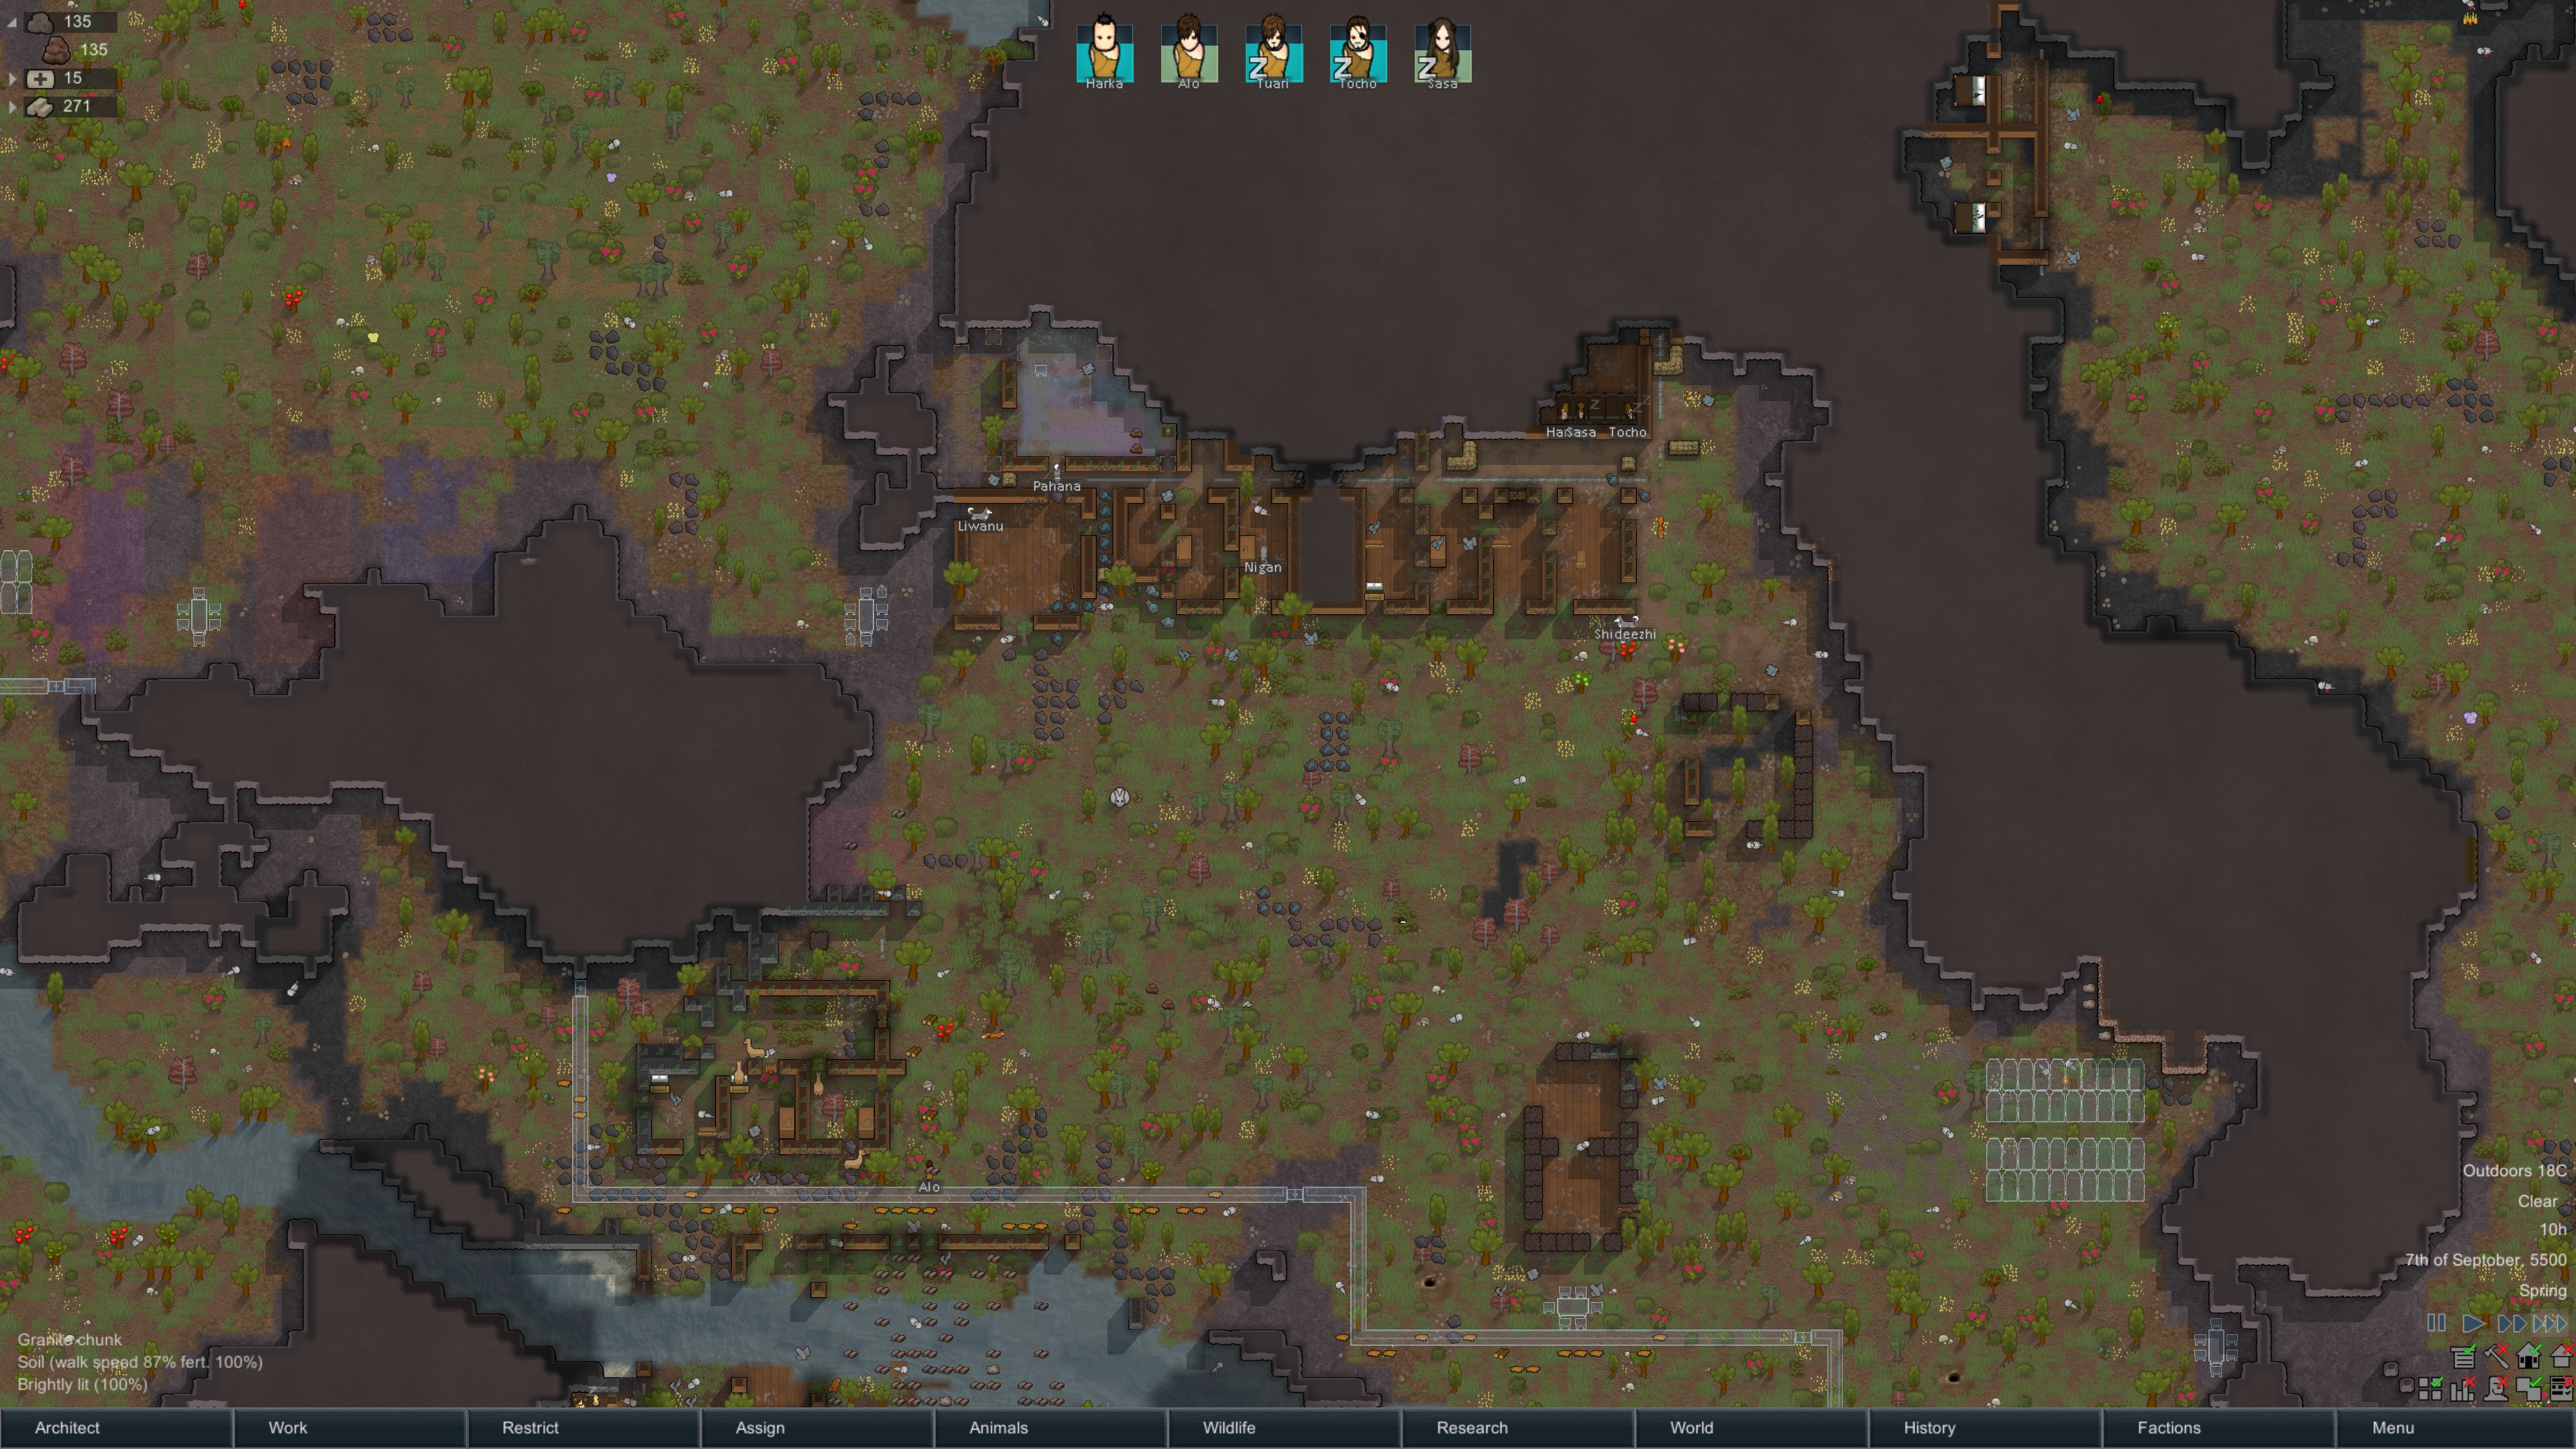 135
135
15
271
Harka
Alo
Tuari
Tocho
Sasa
Sasa Tocho
Pahana
Liwanu
Nigan
Shideezhi
Alo
Outdoors 18C
Clear
10h
7th of Septober, 5500
Spring
Granite chunk
Soil (walk speed 87% fert. 100%)
Brightly lit (100%)
Architect Work Restrict Assign Animals Wildlife Research World History Factions Menu